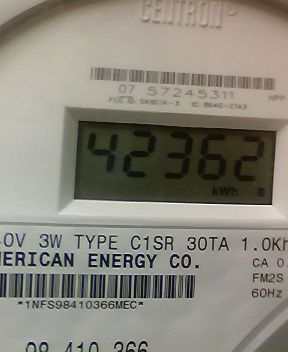 CENTRON®
07 57245311
42362
kWh
0V 3W TYPE C1SR 30TA 1.0Kh
MERICAN ENERGY CO.
CA 0.
FM2S
60Hz
*1NFS98410366MEC*
98 410 366